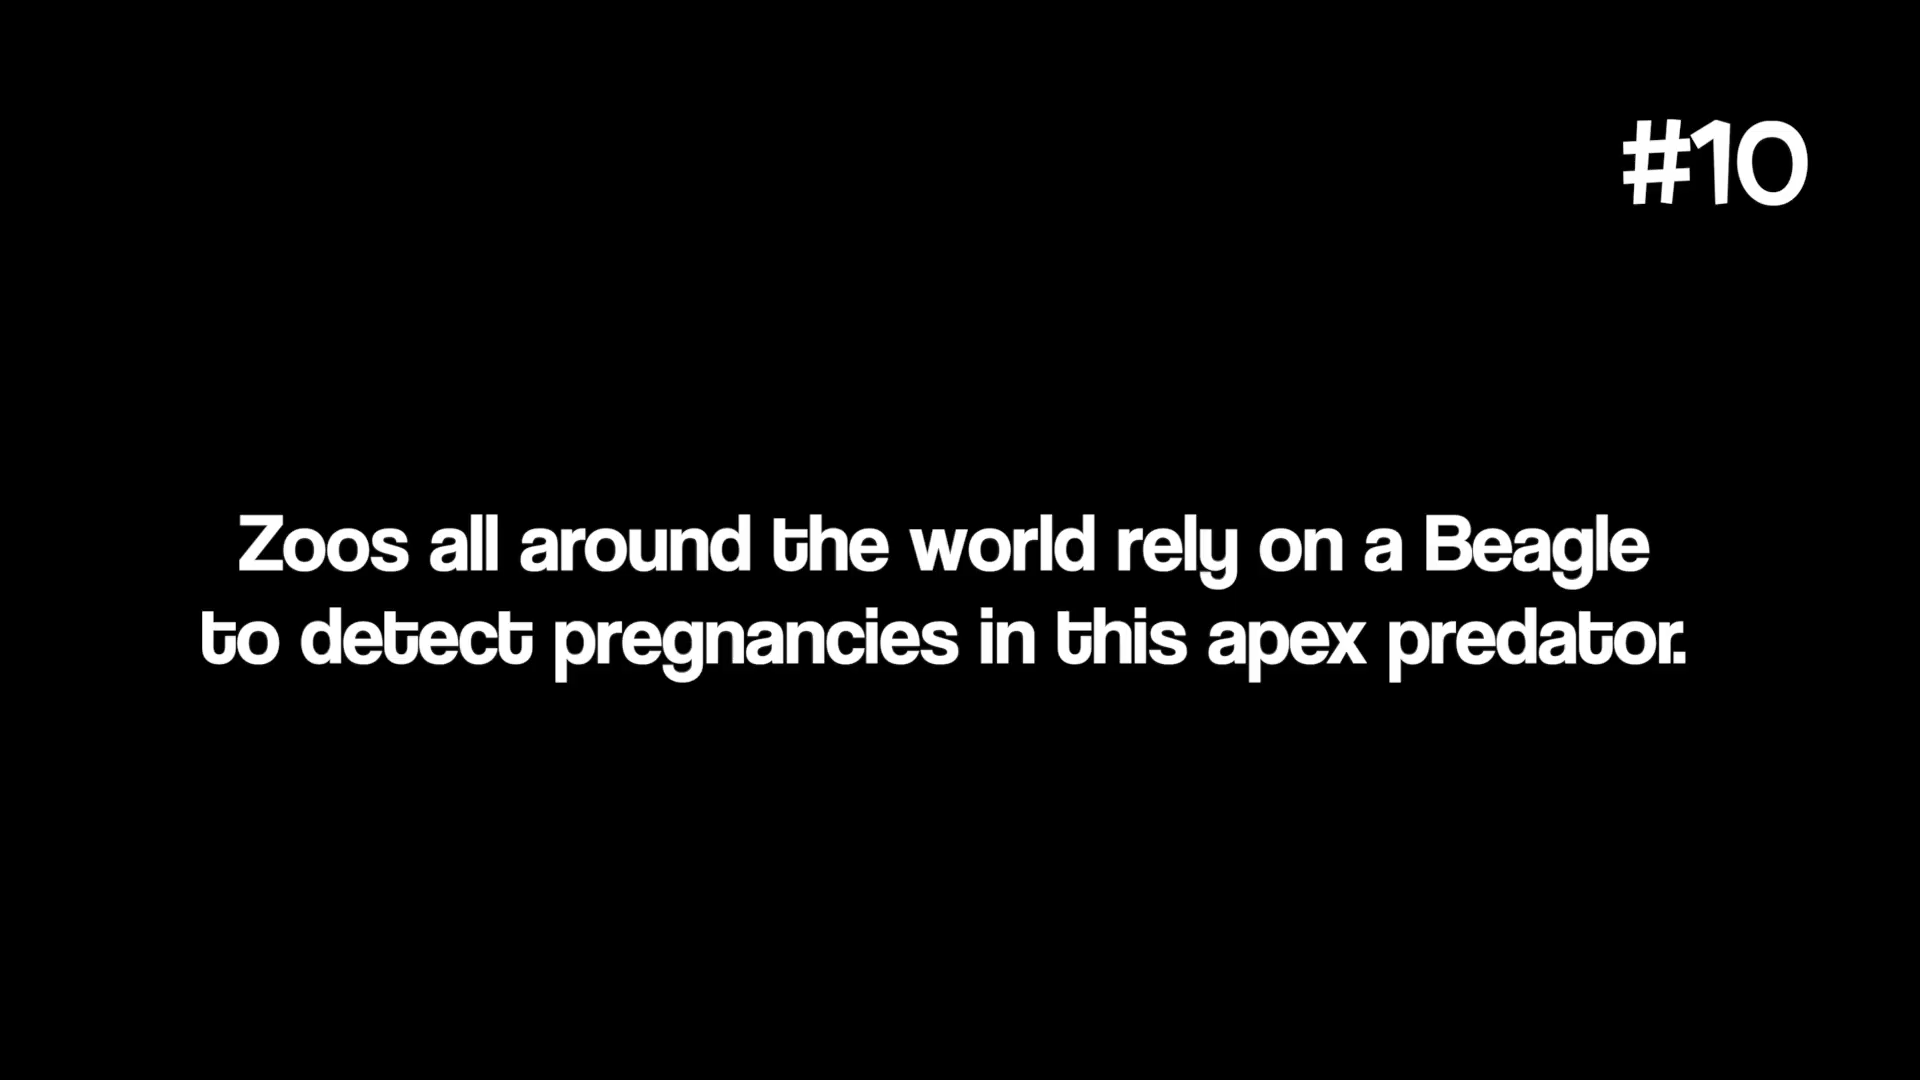 #10
Zoos all around the world rely on a Beagle
to detect pregnancies in this apex predator.